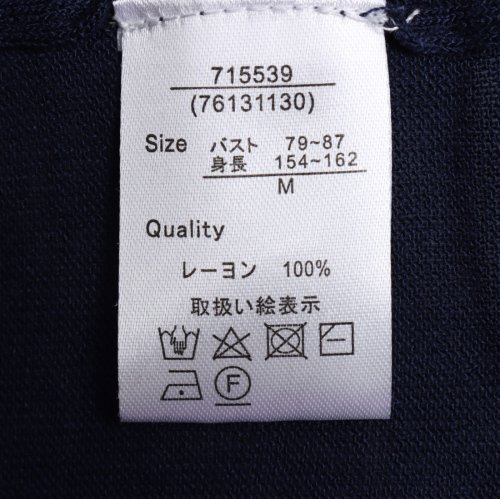 715539
(76131130)
Size バスト 79~87
身長 154~162
M
Quality
レーヨン 100%
取扱い絵表示
F